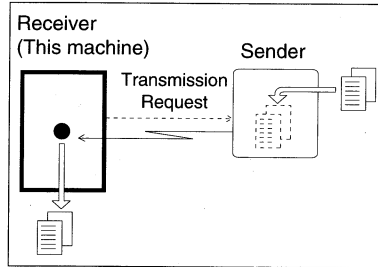 Receiver
(This machine)
Sender
Transmission
Request